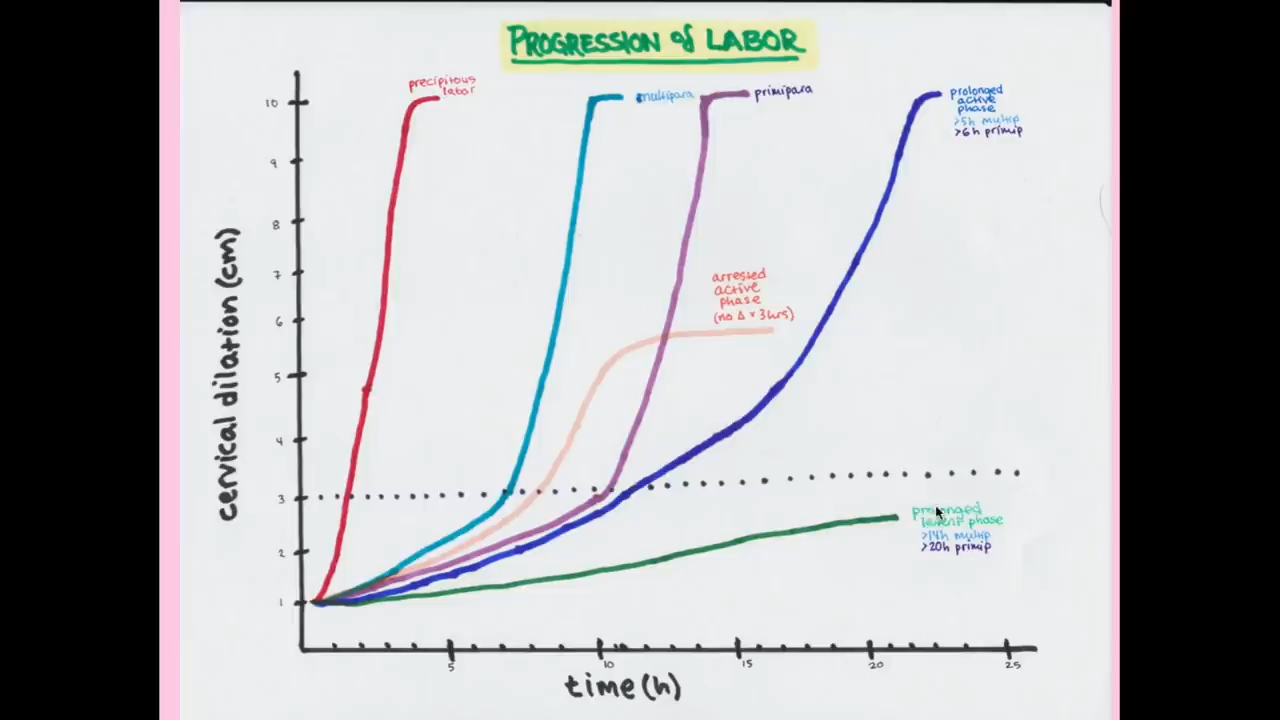 PROGRESSION of LABOR
precipitous
labor
multipara
primipara
prolonged
active
phase
>5h multip
>6h primip
10
9
8
7
6
5
4
3
2
1
cervical dilation (cm)
arrested
active
phase
(no Δ x 3hrs)
prolonged
latent phase
>14h multip
>20h primip
5
10
15
20
25
time (h)